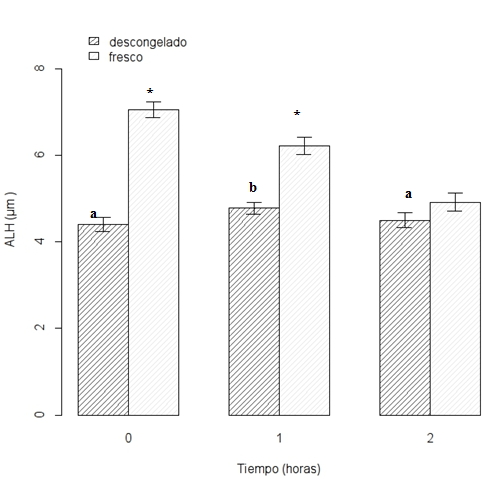 descongelado
fresco
ALH (µm )
8
6
4
2
0
a
*
b
*
a
0
1
2
Tiempo (horas)